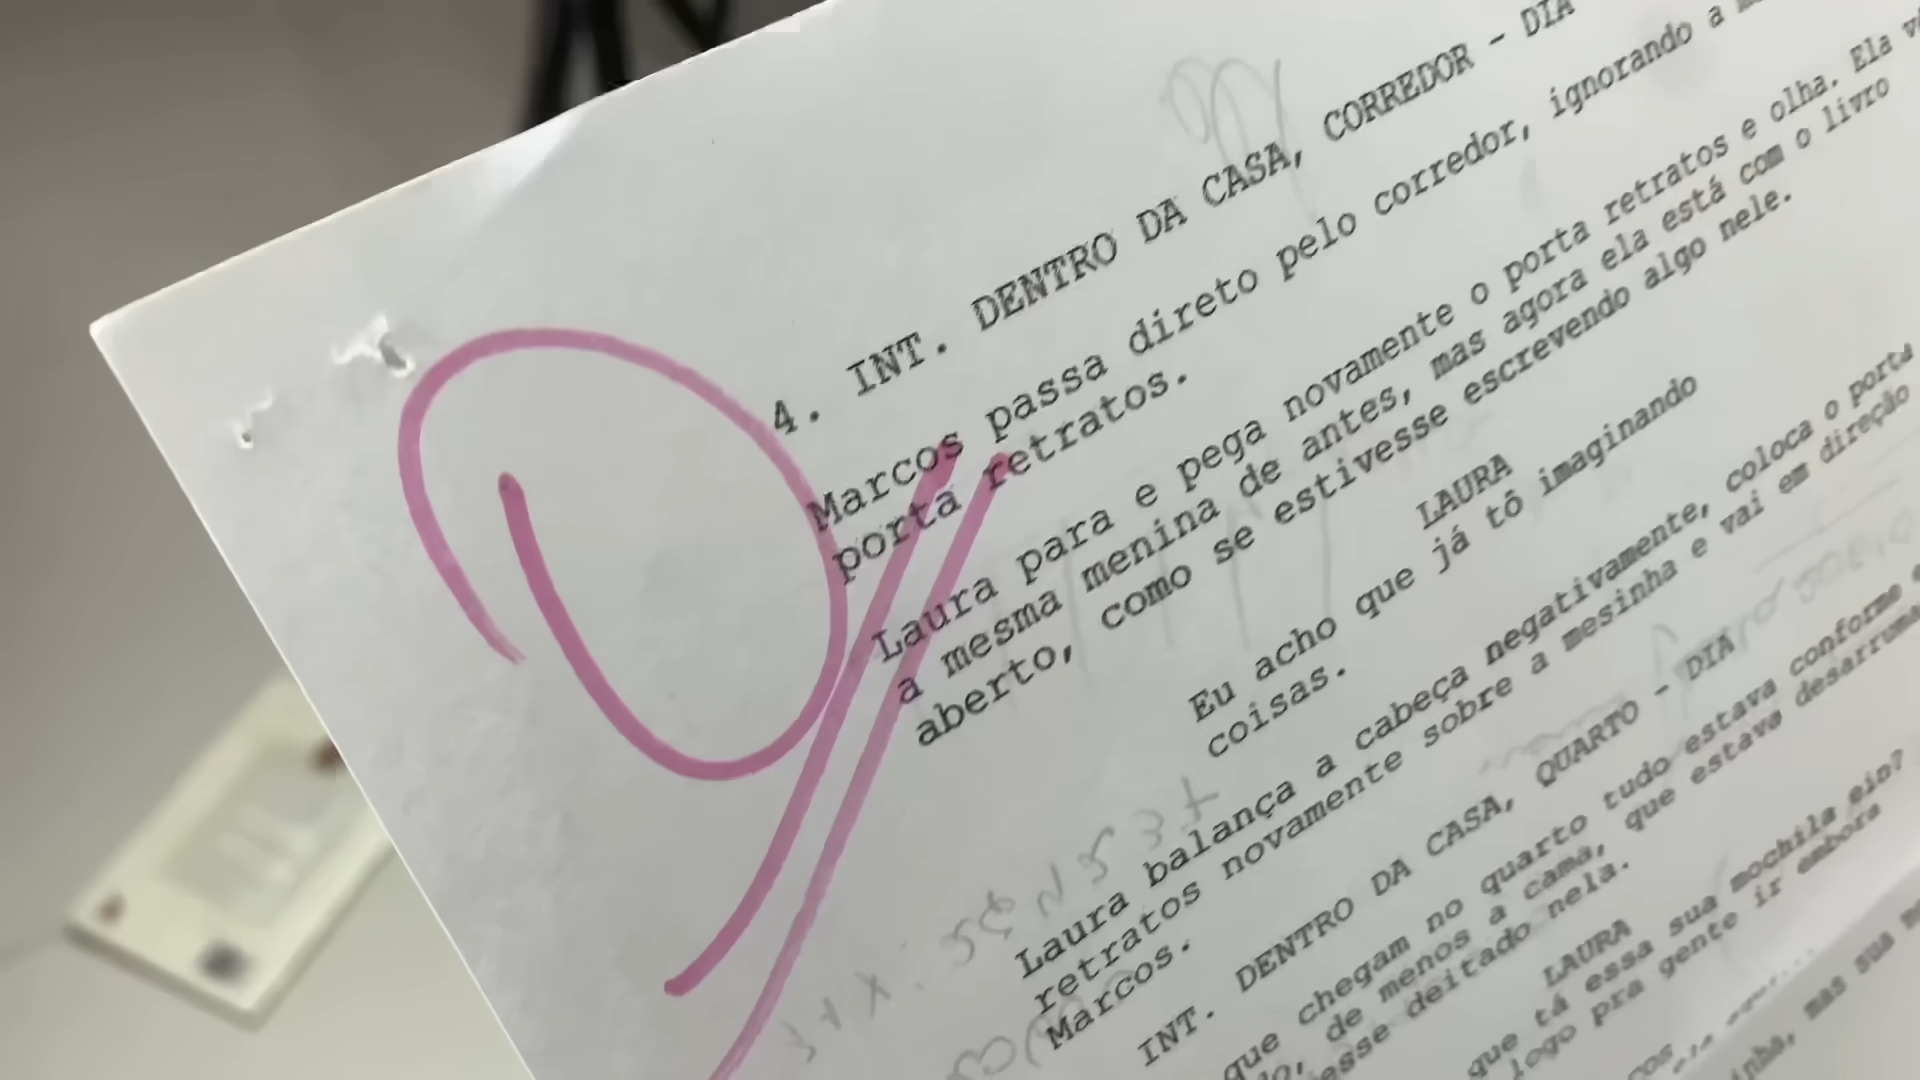 4. INT. DENTRO DA CASA, CORREDOR - DIA
Marcos passa direto pelo corredor, ignorando a
porta retratos.
Laura para e pega novamente o porta retratos e olha. Ela
a mesma menina de antes, mas agora ela está com o livro
aberto, como se estivesse escrevendo algo nele.
LAURA
Eu acho que já tô imaginando
coisas.
Laura balança a cabeça negativamente, coloca o porta
retratos novamente sobre a mesinha e vai em direção
Marcos.
INT. DENTRO DA CASA, QUARTO - DIA
que chegam no quarto tudo estava conforme
de menos a cama, que estava
esse deitado nela.
LAURA
que tá essa sua mochila ein?
logo pra gente ir embora
mas sua